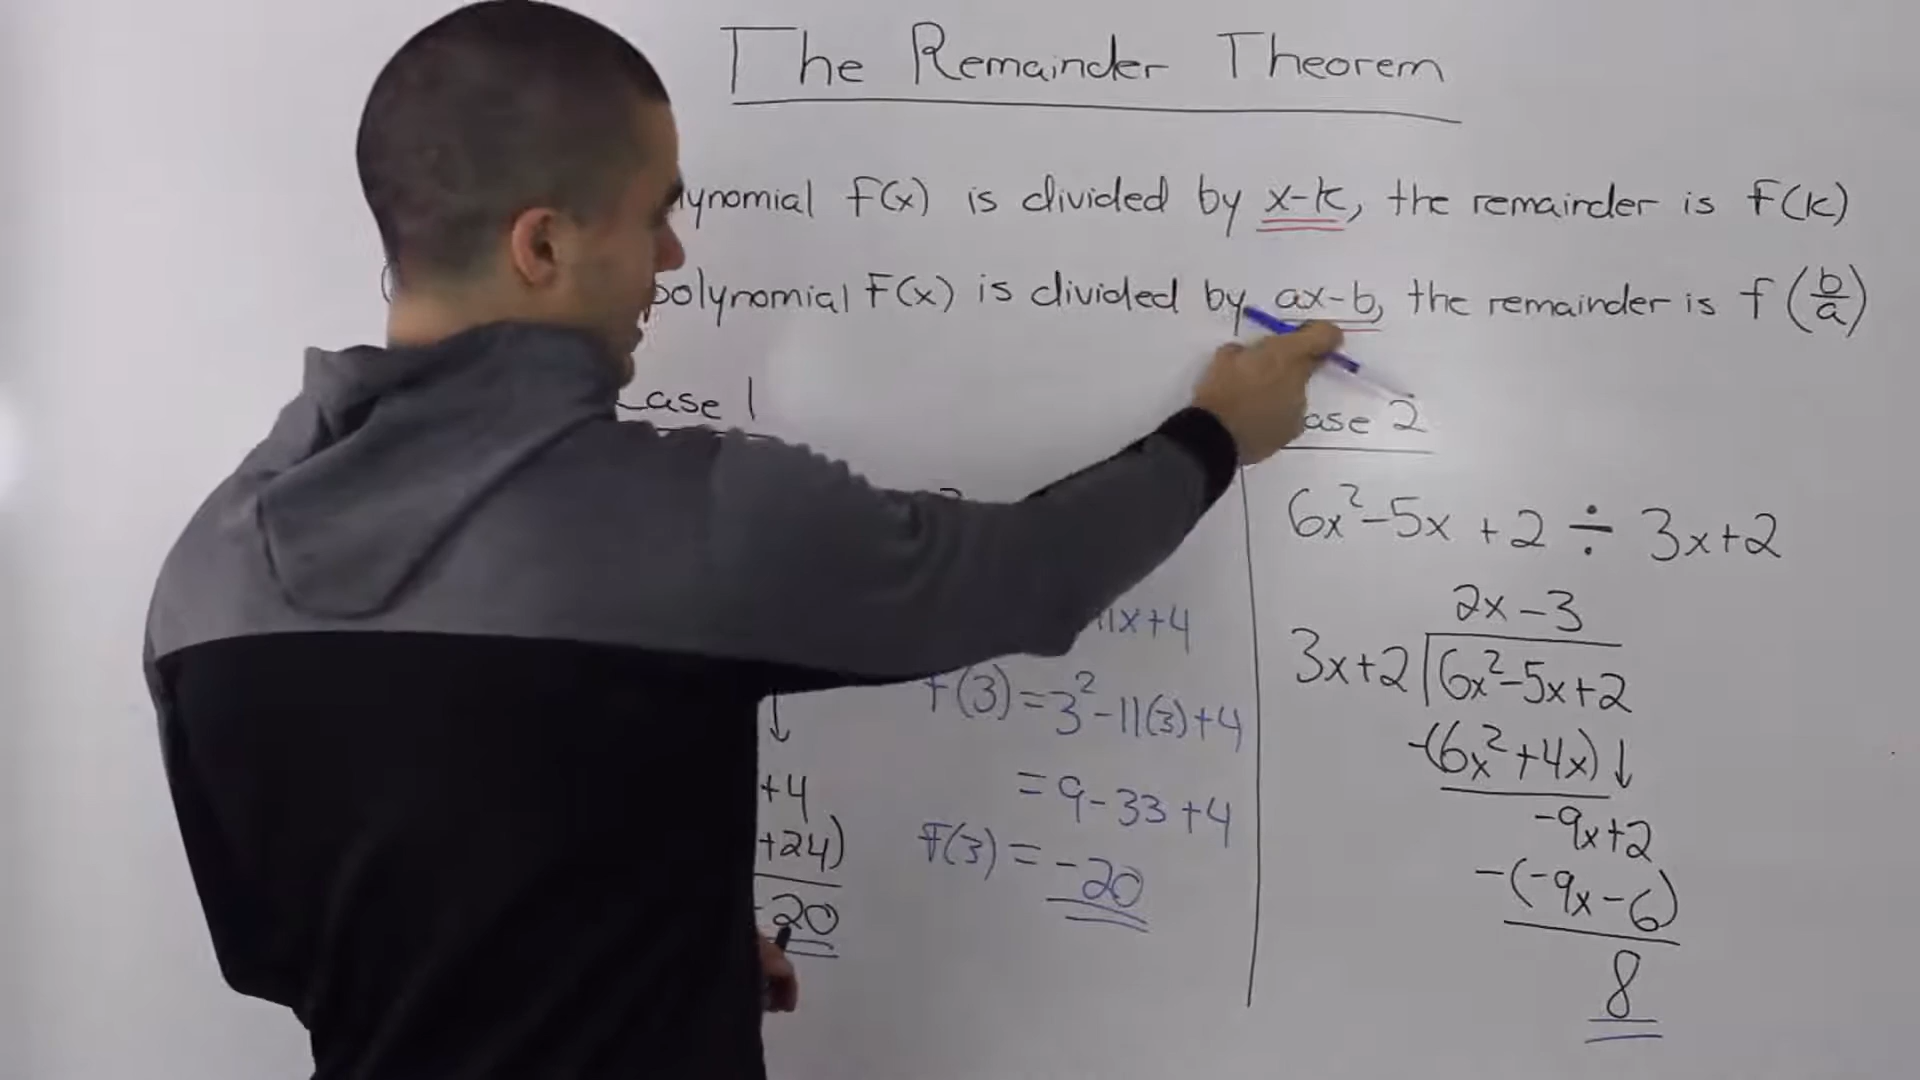 The Remainder Theorem
ynomial f(x) is divided by x-k, the remainder is f(k)
polynomial f(x) is divided by ax-b, the remainder is f(b/a)
Case 1
ase 2
6x²-5x+2 ÷ 3x+2
2x-3
3x+2 6x²-5x+2
-(6x²+4x)↓
-9x+2
-(-9x-6)
8
↓
+4
+24)
-20
11x+4
f(3)=3²-11(3)+4
=9-33+4
f(3)=-20